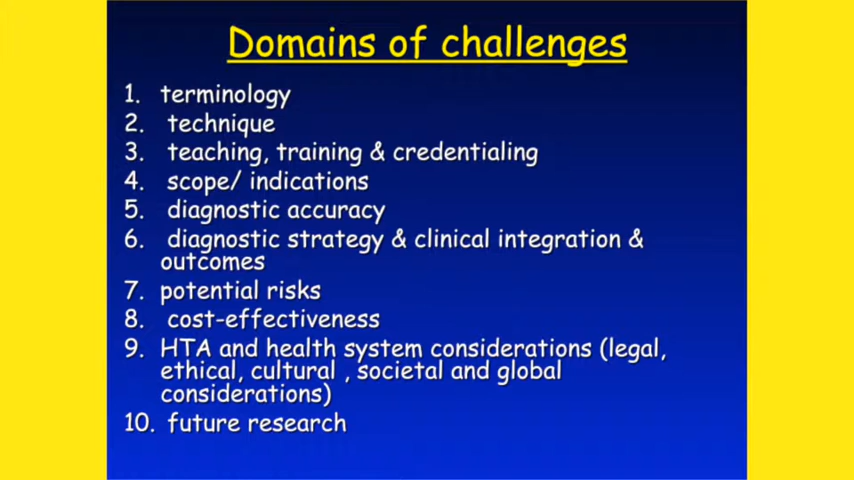 Domains of challenges
1. terminology
2. technique
3. teaching, training & credentialing
4. scope/ indications
5. diagnostic accuracy
6. diagnostic strategy & clinical integration &
outcomes
7. potential risks
8. cost-effectiveness
9. HTA and health system considerations (legal,
ethical, cultural , societal and global
considerations)
10. future research